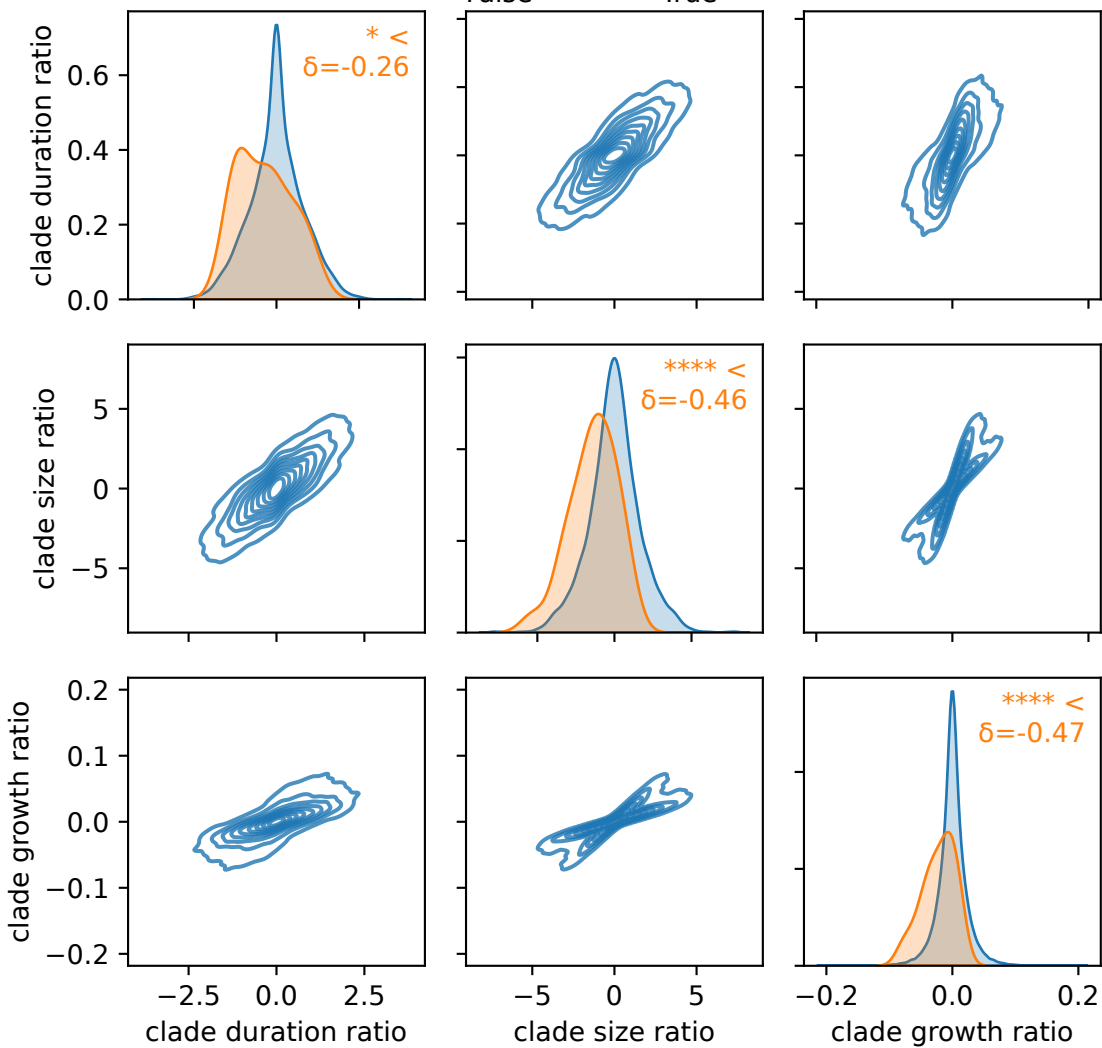 clade duration ratio
0.6
0.4
0.2
0.0
* <
δ=-0.26
clade size ratio
5
0
−5
**** <
δ=-0.46
clade growth ratio
0.2
0.1
0.0
−0.1
−0.2
**** <
δ=-0.47
−2.5 0.0 2.5
−5 0 5
−0.2 0.0 0.2
clade duration ratio
clade size ratio
clade growth ratio